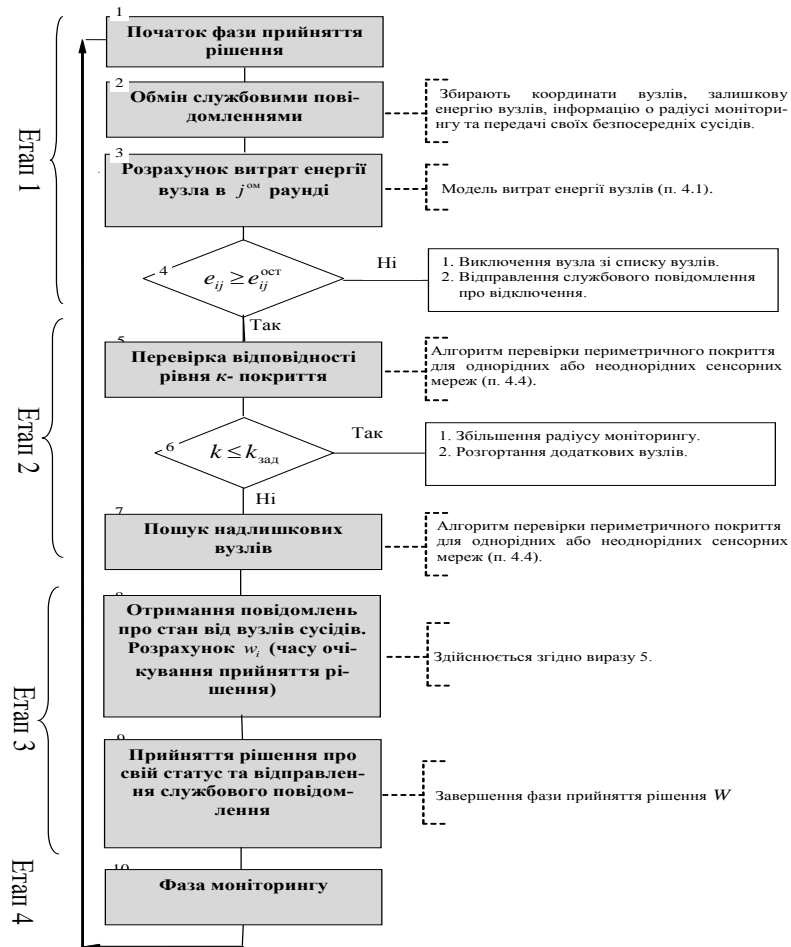 1
Початок фази прийняття
рішення
2
Обмін службовими пові-
домленнями
Збирають координати вузлів, залишкову
енергію вузлів, інформацію о радіусі монітори-
нгу та передачі своїх безпосередніх сусідів.
3
Розрахунок витрат енергії
вузла в j^ом раунді
Модель витрат енергії вузлів (п. 4.1).
Етап 1
4
e_ij ≥ e_ij^ост
Ні
1. Виключення вузла зі списку вузлів.
2. Відправлення службового повідомлення
про відключення.
Так
5
Перевірка відповідності
рівня к- покриття
Алгоритм перевірки периметричного покриття
для однорідних або неоднорідних сенсорних
мереж (п. 4.4).
Етап 2
6
k ≤ k_зад
Так
1. Збільшення радіусу моніторингу.
2. Розгортання додаткових вузлів.
Ні
7
Пошук надлишкових
вузлів
Алгоритм перевірки периметричного покриття
для однорідних або неоднорідних сенсорних
мереж (п. 4.4).
8
Отримання повідомлень
про стан від вузлів сусідів.
Розрахунок w_i (часу очі-
кування прийняття рі-
шення)
Здійснюється згідно виразу 5.
Етап 3
9
Прийняття рішення про
свій статус та відправлен-
ня службового повідом-
лення
Завершення фази прийняття рішення W
10
Фаза моніторингу
Етап 4